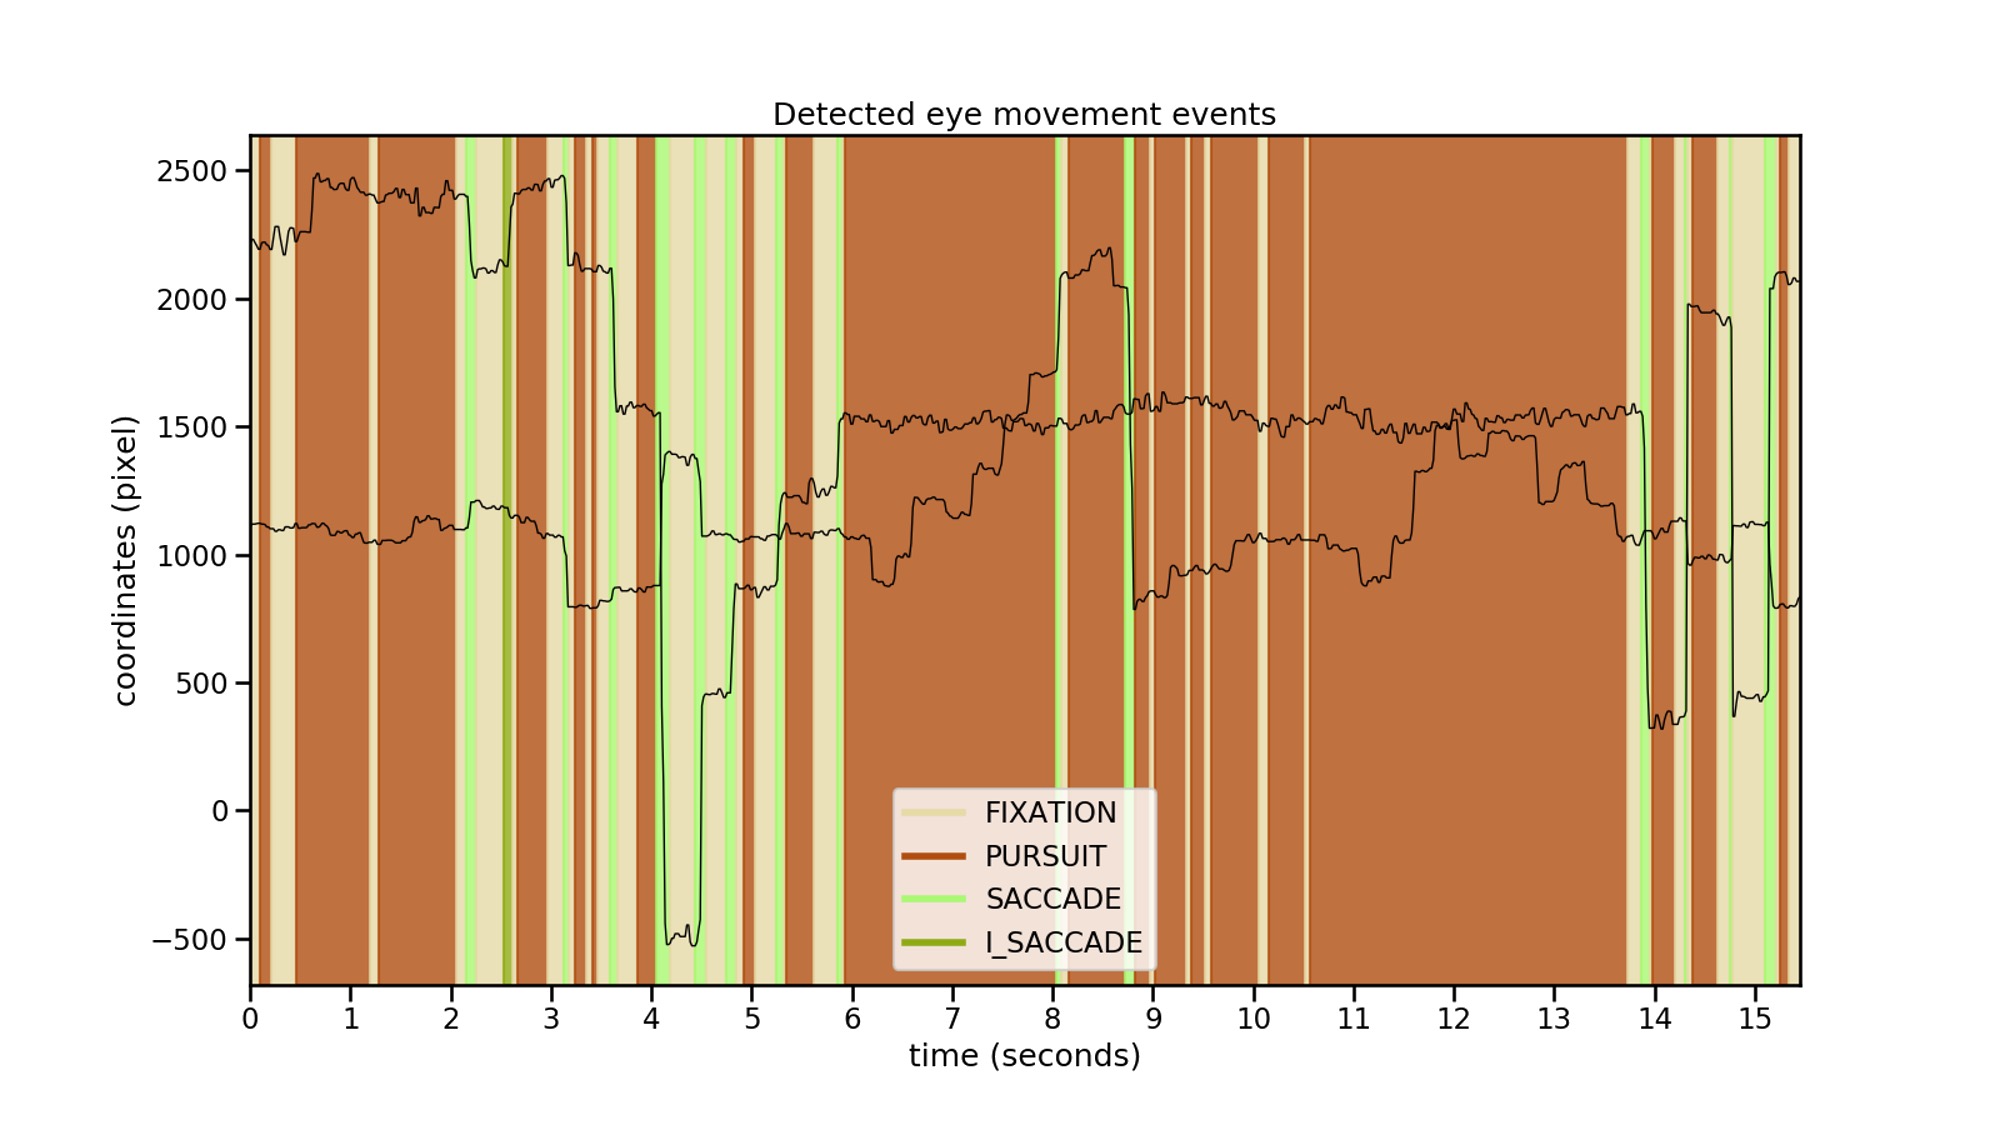 Detected eye movement events
coordinates (pixel)
2500
2000
1500
1000
500
0
−500
FIXATION
PURSUIT
SACCADE
I_SACCADE
0 1 2 3 4 5 6 7 8 9 10 11 12 13 14 15
time (seconds)